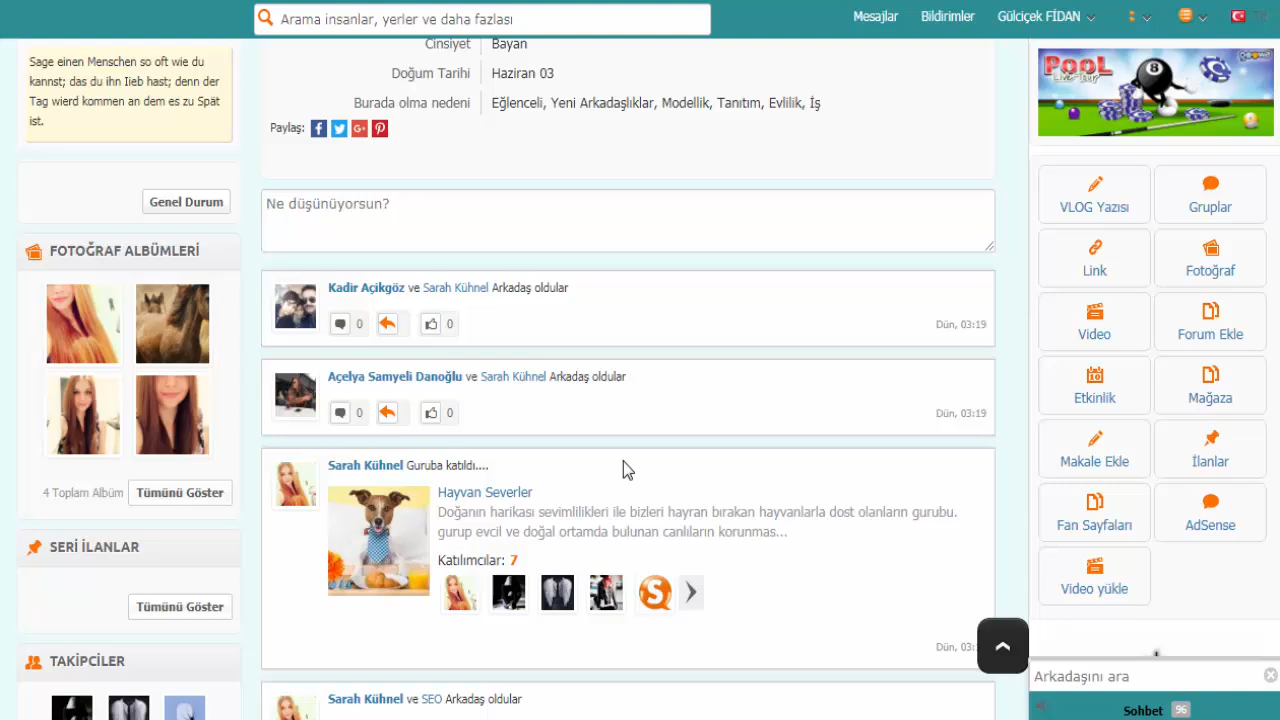 Arama insanlar, yerler ve daha fazlası
Mesajlar
Bildirimler
Gülciçek FİDAN
TR
Sage einen Menschen so oft wie du
kannst; das du ihn Iieb hast; denn der
Tag wierd kommen an dem es zu Spät
ist.
Genel Durum
FOTOĞRAF ALBÜMLERİ
4 Toplam Albüm
Tümünü Göster
SERİ İLANLAR
Tümünü Göster
TAKİPCİLER
Cinsiyet Bayan
Doğum Tarihi Haziran 03
Burada olma nedeni Eğlenceli, Yeni Arkadaşlıklar, Modellik, Tanıtım, Evlilik, İş
Paylaş:
Ne düşünüyorsun?
Kadir Açikgöz ve Sarah Kühnel Arkadaş oldular
0 0
Dün, 03:19
Açelya Samyeli Danoğlu ve Sarah Kühnel Arkadaş oldular
0 0
Dün, 03:19
Sarah Kühnel Guruba katıldı....
Hayvan Severler
Doğanın harikası sevimlilikleri ile bizleri hayran bırakan hayvanlarla dost olanların gurubu.
gurup evcil ve doğal ortamda bulunan canlıların korunmas...
Katılımcılar: 7
Dün, 03:
Sarah Kühnel ve SEO Arkadaş oldular
POOL
8
VLOG Yazısı
Gruplar
Link
Fotoğraf
Video
Forum Ekle
Etkinlik
Mağaza
Makale Ekle
İlanlar
Fan Sayfaları
AdSense
Video yükle
Arkadaşını ara
Sohbet 96